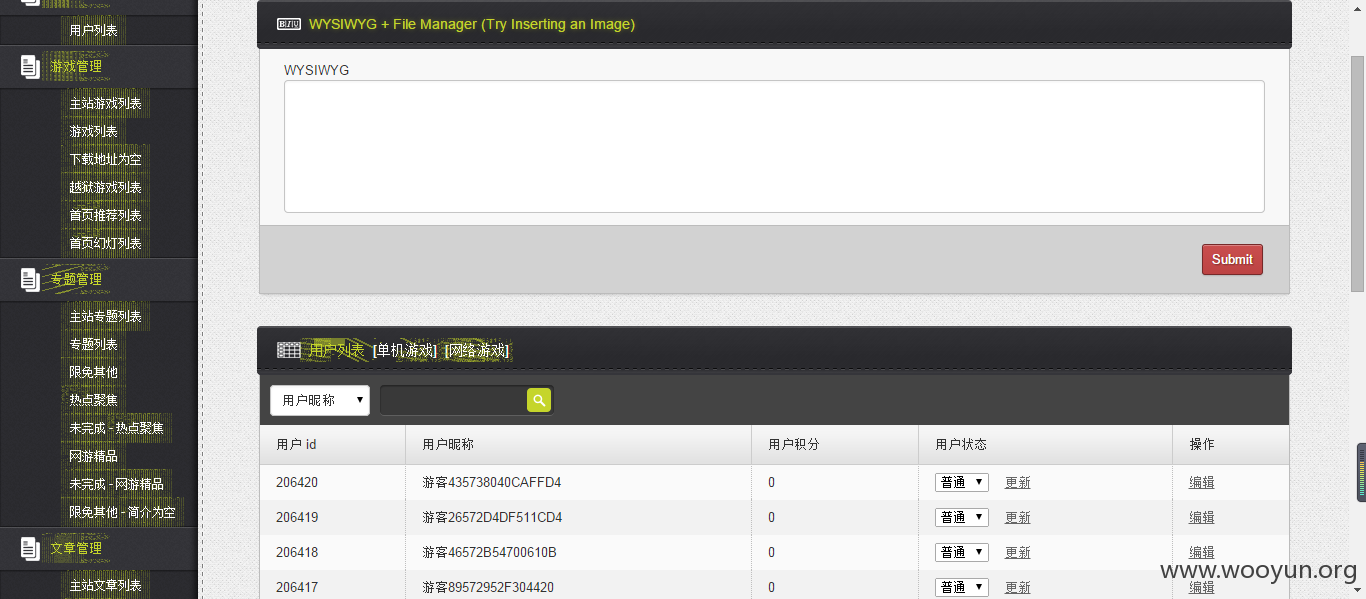 用户列表
游戏管理
主站游戏列表
游戏列表
下载地址为空
越狱游戏列表
首页推荐列表
首页幻灯列表
专题管理
主站专题列表
专题列表
限免其他
热点聚焦
未完成 - 热点聚焦
网游精品
未完成 - 网游精品
限免其他 - 简介为空
文章管理
主站文章列表
WYSIWYG + File Manager (Try Inserting an Image)
WYSIWYG
Submit
用户列表 [单机游戏] [网络游戏]
用户昵称
用户 id 用户昵称 用户积分 用户状态 操作
206420 游客435738040CAFFD4 0 普通 更新 编辑
206419 游客26572D4DF511CD4 0 普通 更新 编辑
206418 游客46572B54700610B 0 普通 更新 编辑
206417 游客89572952F304420 0 普通 更新 编辑
www.wooyun.org